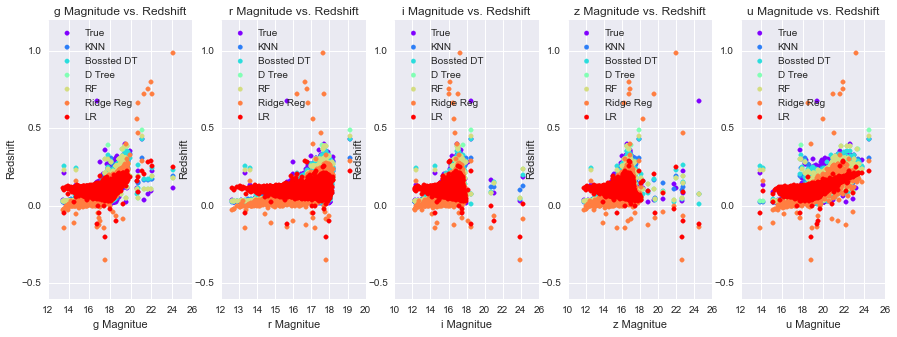 g Magnitude vs. Redshift
r Magnitude vs. Redshift
i Magnitude vs. Redshift
z Magnitude vs. Redshift
u Magnitude vs. Redshift
True
KNN
Bossted DT
D Tree
RF
Ridge Reg
LR
1.0
0.5
0.0
−0.5
Redshift
12 14 16 18 20 22 24 26
g Magnitue
True
KNN
Bossted DT
D Tree
RF
Ridge Reg
LR
1.0
0.5
0.0
−0.5
Redshift
12 13 14 15 16 17 18 19 20
r Magnitue
True
KNN
Bossted DT
D Tree
RF
Ridge Reg
LR
1.0
0.5
0.0
−0.5
Redshift
10 12 14 16 18 20 22 24 26
i Magnitue
True
KNN
Bossted DT
D Tree
RF
Ridge Reg
LR
1.0
0.5
0.0
−0.5
Redshift
10 12 14 16 18 20 22 24 26
z Magnitue
True
KNN
Bossted DT
D Tree
RF
Ridge Reg
LR
1.0
0.5
0.0
−0.5
Redshift
12 14 16 18 20 22 24 26
u Magnitue